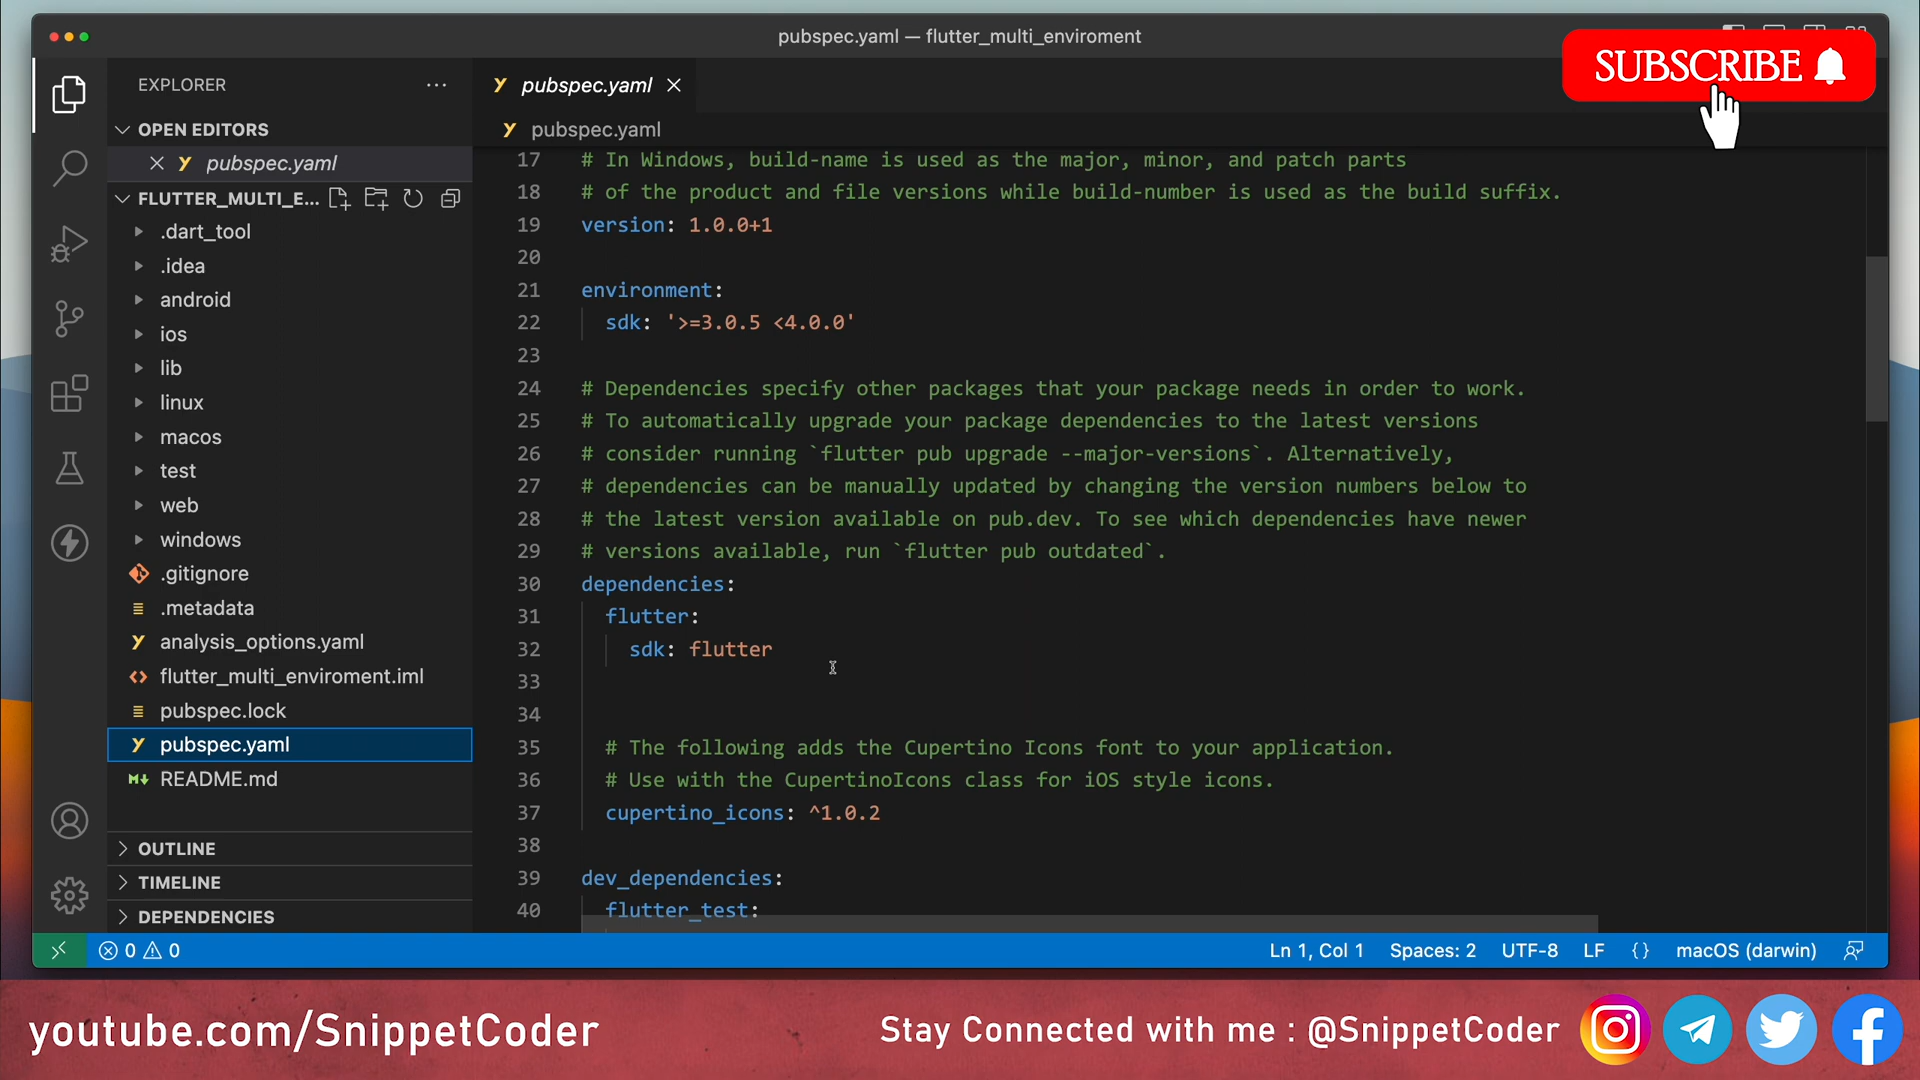 pubspec.yaml — flutter_multi_enviroment
SUBSCRIBE
EXPLORER
OPEN EDITORS
pubspec.yaml
FLUTTER_MULTI_E...
.dart_tool
.idea
android
ios
lib
linux
macos
test
web
windows
.gitignore
.metadata
analysis_options.yaml
flutter_multi_enviroment.iml
pubspec.lock
pubspec.yaml
README.md
OUTLINE
TIMELINE
DEPENDENCIES
pubspec.yaml
pubspec.yaml
17 # In Windows, build-name is used as the major, minor, and patch parts
18 # of the product and file versions while build-number is used as the build suffix.
19 version: 1.0.0+1
20
21 environment:
22 sdk: '>=3.0.5 <4.0.0'
23
24 # Dependencies specify other packages that your package needs in order to work.
25 # To automatically upgrade your package dependencies to the latest versions
26 # consider running `flutter pub upgrade --major-versions`. Alternatively,
27 # dependencies can be manually updated by changing the version numbers below to
28 # the latest version available on pub.dev. To see which dependencies have newer
29 # versions available, run `flutter pub outdated`.
30 dependencies:
31 flutter:
32 sdk: flutter
33
34
35 # The following adds the Cupertino Icons font to your application.
36 # Use with the CupertinoIcons class for iOS style icons.
37 cupertino_icons: ^1.0.2
38
39 dev_dependencies:
40 flutter_test:
0 0
Ln 1, Col 1 Spaces: 2 UTF-8 LF {} macOS (darwin)
youtube.com/SnippetCoder
Stay Connected with me : @SnippetCoder